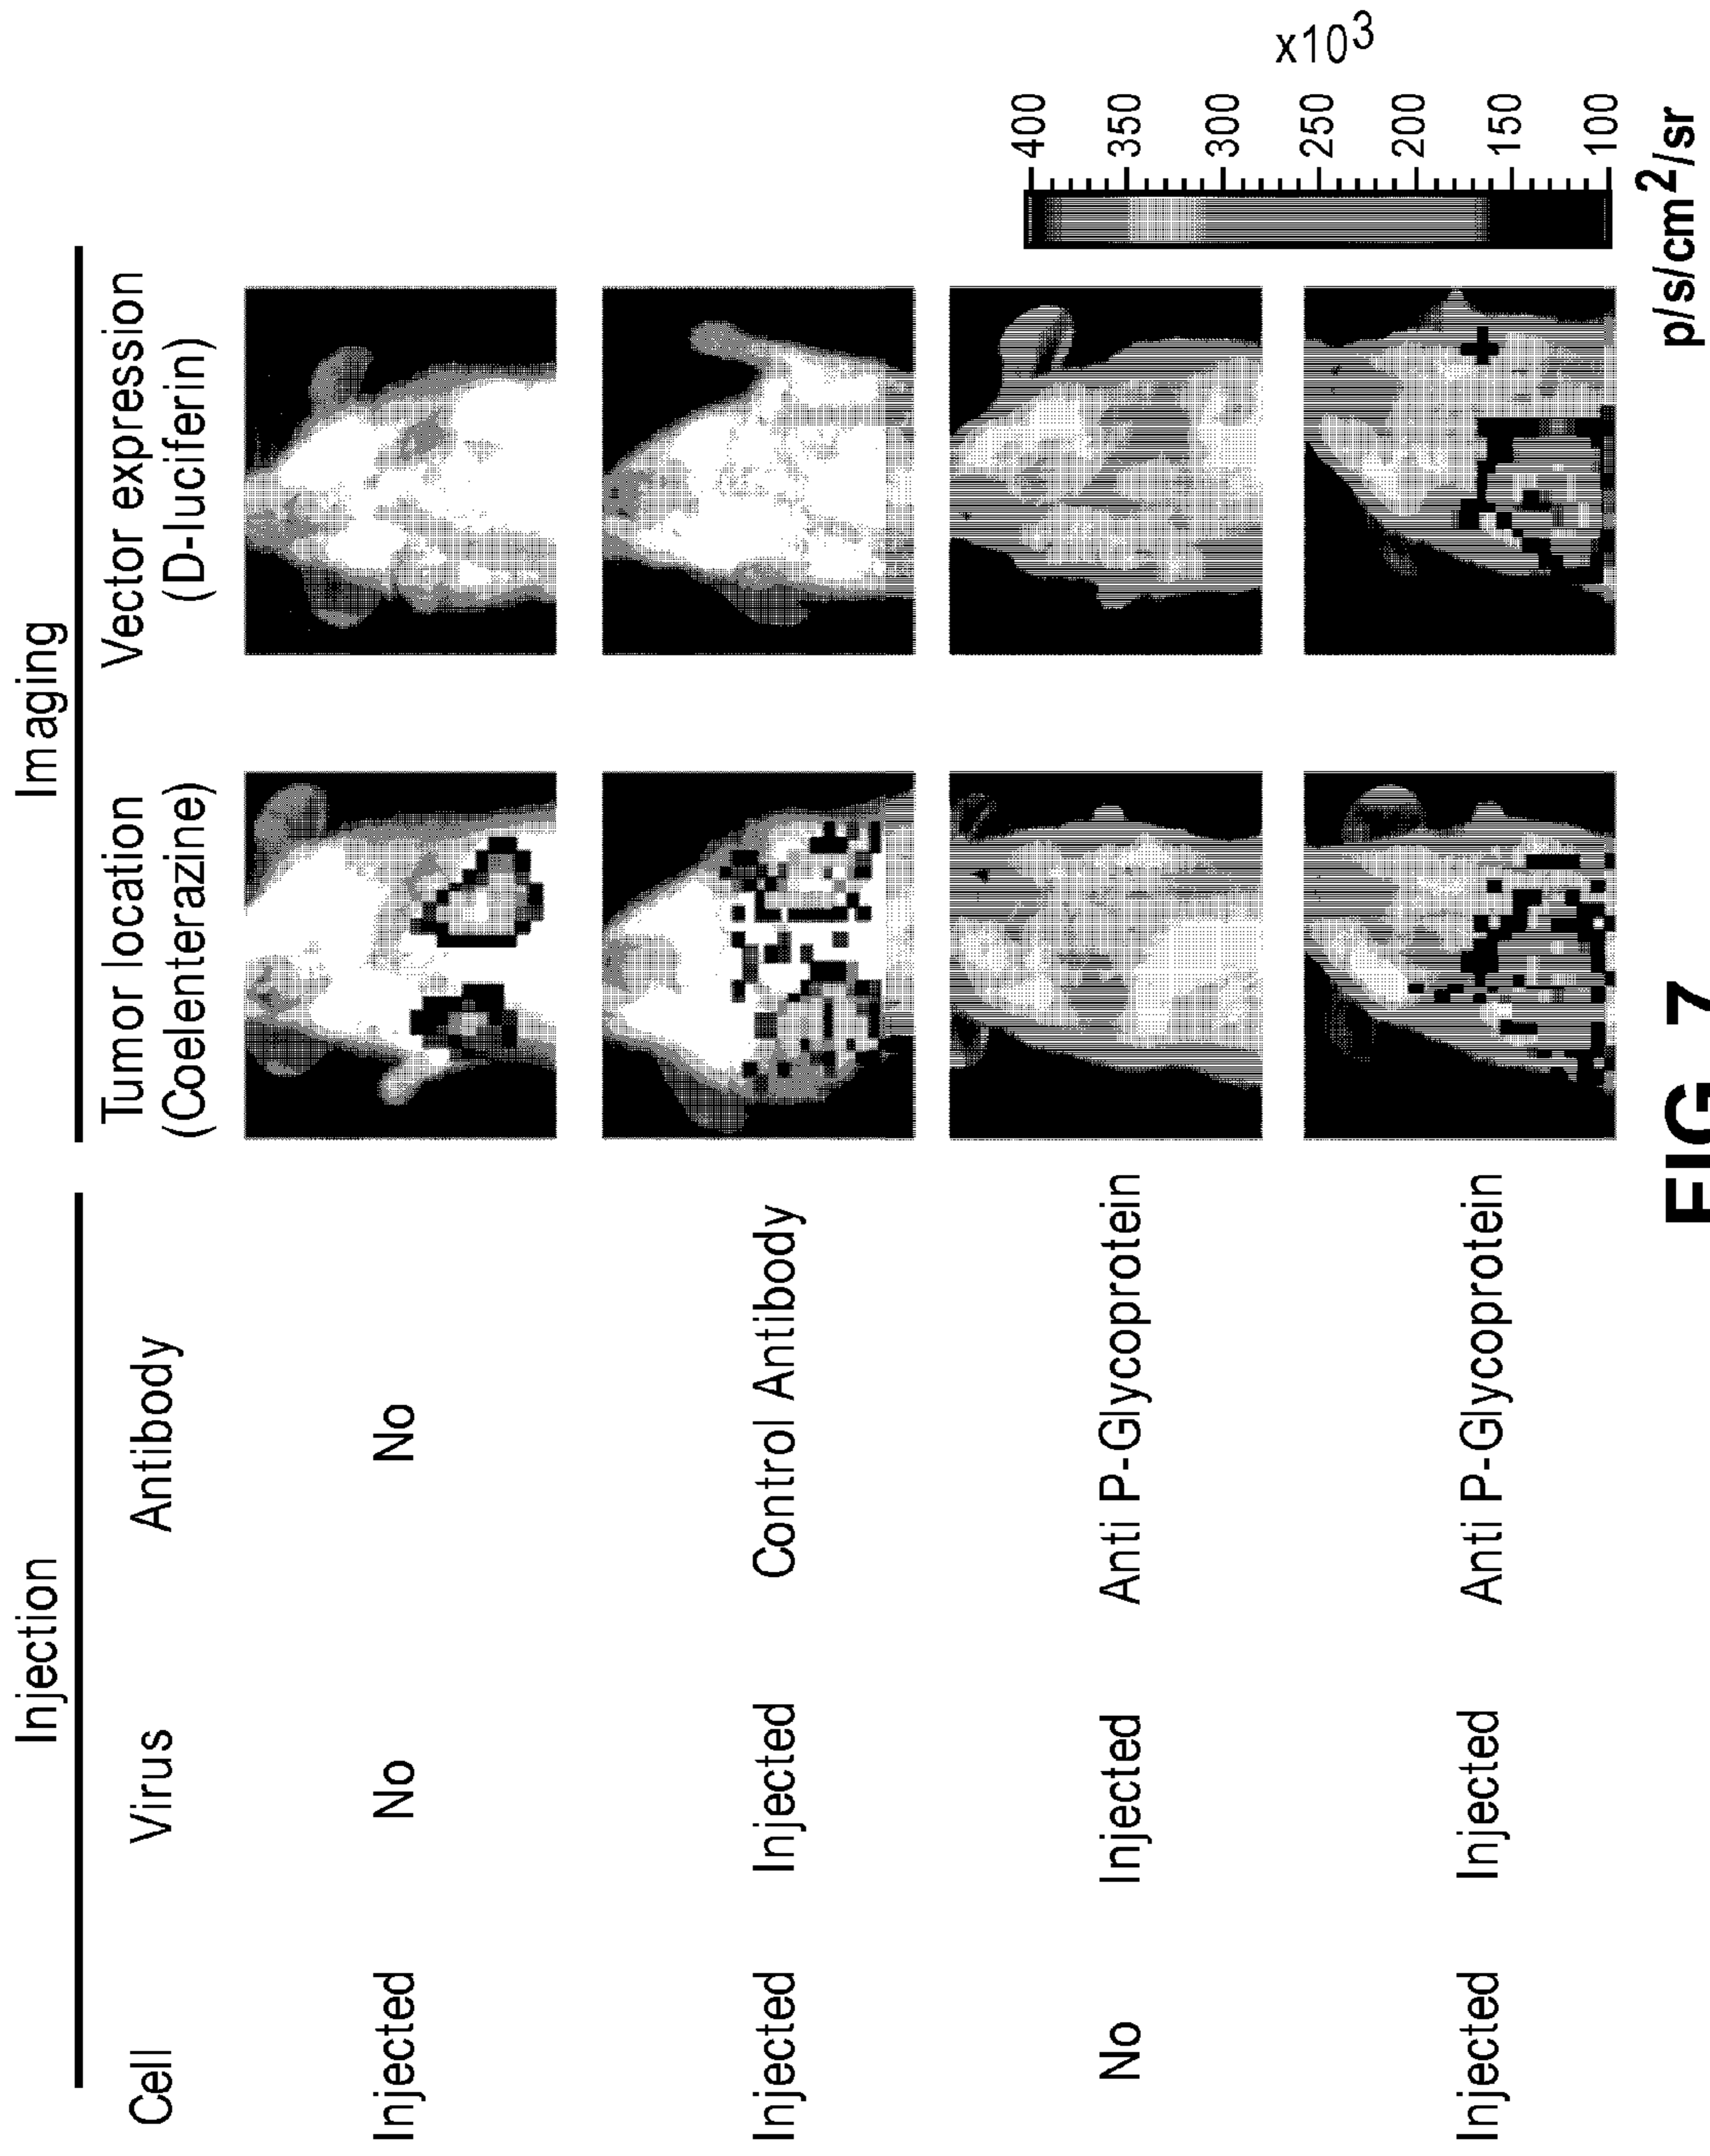 Injection Imaging
Cell Virus Antibody Tumor location Vector expression
(Coelenterazine) (D-luciferin)
Injected No No
Injected Injected Control Antibody
No Injected Anti P-Glycoprotein
Injected Injected Anti P-Glycoprotein
400
350
300
x10³
250
200
150
100
p/s/cm²/sr
FIG 7